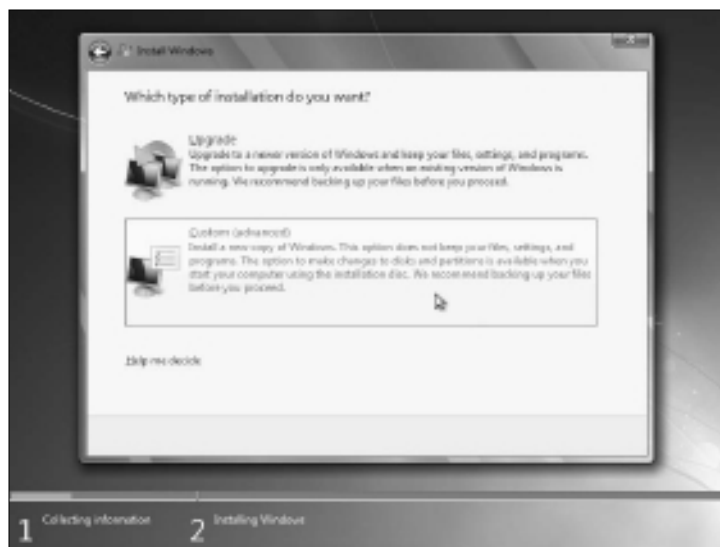 Install Windows
Which type of installation do you want?
Upgrade
Upgrade to a newer version of Windows and keep your files, settings, and programs.
The option to upgrade is only available when an existing version of Windows is
running. We recommend backing up your files before you proceed.
Custom (advanced)
Install a new copy of Windows. This option does not keep your files, settings, and
programs. The option to make changes to disks and partitions is available when you
start your computer using the installation disc. We recommend backing up your files
before you proceed.
Help me decide
1 Collecting information 2 Installing Windows